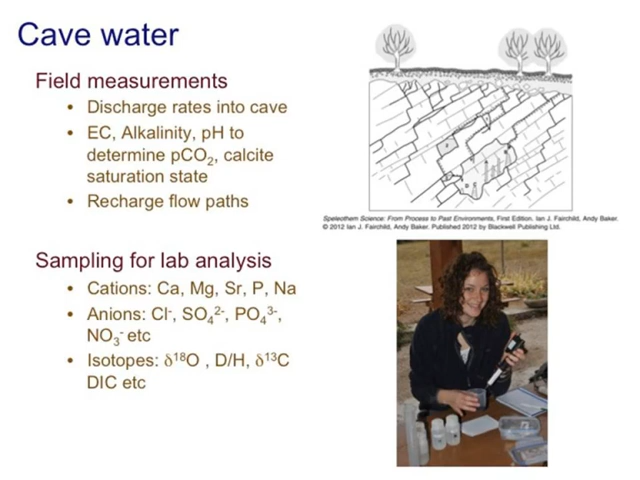 Cave water
Field measurements
• Discharge rates into cave
• EC, Alkalinity, pH to
determine pCO₂, calcite
saturation state
• Recharge flow paths
Speleothem Science: From Process to Past Environments, First Edition. Ian J. Fairchild, Andy Baker.
© 2012 Ian J. Fairchild, Andy Baker. Published 2012 by Blackwell Publishing Ltd.
Sampling for lab analysis
• Cations: Ca, Mg, Sr, P, Na
• Anions: Cl⁻, SO₄²⁻, PO₄³⁻,
NO₃⁻ etc
• Isotopes: δ¹⁸O , D/H, δ¹³C
DIC etc